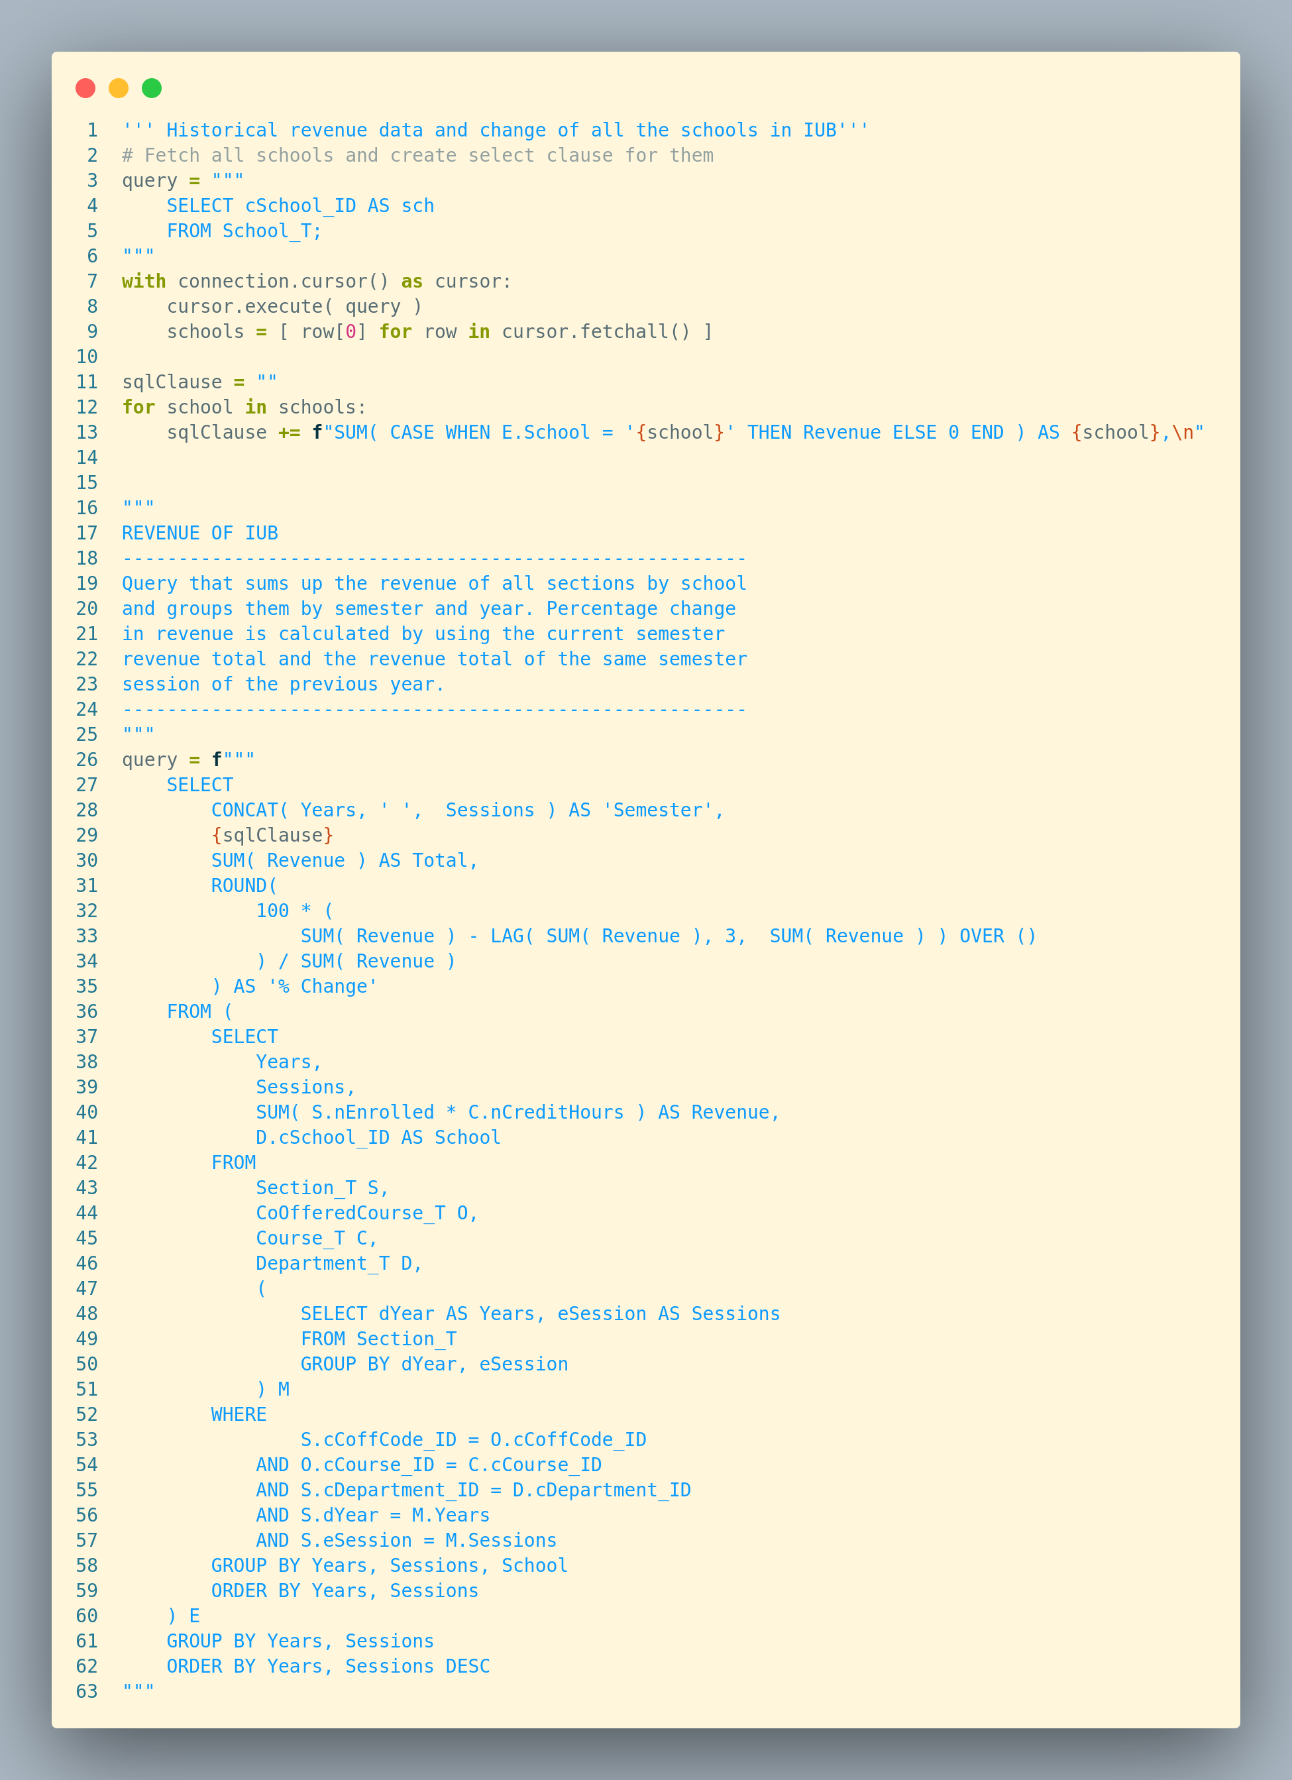 1 ''' Historical revenue data and change of all the schools in IUB'''
2 # Fetch all schools and create select clause for them
3 query = """
4     SELECT cSchool_ID AS sch
5     FROM School_T;
6 """
7 with connection.cursor() as cursor:
8     cursor.execute( query )
9     schools = [ row[0] for row in cursor.fetchall() ]
10
11 sqlClause = ""
12 for school in schools:
13     sqlClause += f"SUM( CASE WHEN E.School = '{school}' THEN Revenue ELSE 0 END ) AS {school},\n"
14
15
16 """
17 REVENUE OF IUB
18 --------------------------------------------------------
19 Query that sums up the revenue of all sections by school
20 and groups them by semester and year. Percentage change
21 in revenue is calculated by using the current semester
22 revenue total and the revenue total of the same semester
23 session of the previous year.
24 --------------------------------------------------------
25 """
26 query = f"""
27     SELECT
28         CONCAT( Years, ' ',  Sessions ) AS 'Semester',
29         {sqlClause}
30         SUM( Revenue ) AS Total,
31         ROUND(
32             100 * (
33                 SUM( Revenue ) - LAG( SUM( Revenue ), 3,  SUM( Revenue ) ) OVER ()
34             ) / SUM( Revenue )
35         ) AS '% Change'
36     FROM (
37         SELECT
38             Years,
39             Sessions,
40             SUM( S.nEnrolled * C.nCreditHours ) AS Revenue,
41             D.cSchool_ID AS School
42         FROM
43             Section_T S,
44             CoOfferedCourse_T O,
45             Course_T C,
46             Department_T D,
47             (
48                 SELECT dYear AS Years, eSession AS Sessions
49                 FROM Section_T
50                 GROUP BY dYear, eSession
51             ) M
52         WHERE
53                 S.cCoffCode_ID = O.cCoffCode_ID
54             AND O.cCourse_ID = C.cCourse_ID
55             AND S.cDepartment_ID = D.cDepartment_ID
56             AND S.dYear = M.Years
57             AND S.eSession = M.Sessions
58         GROUP BY Years, Sessions, School
59         ORDER BY Years, Sessions
60     ) E
61     GROUP BY Years, Sessions
62     ORDER BY Years, Sessions DESC
63 """